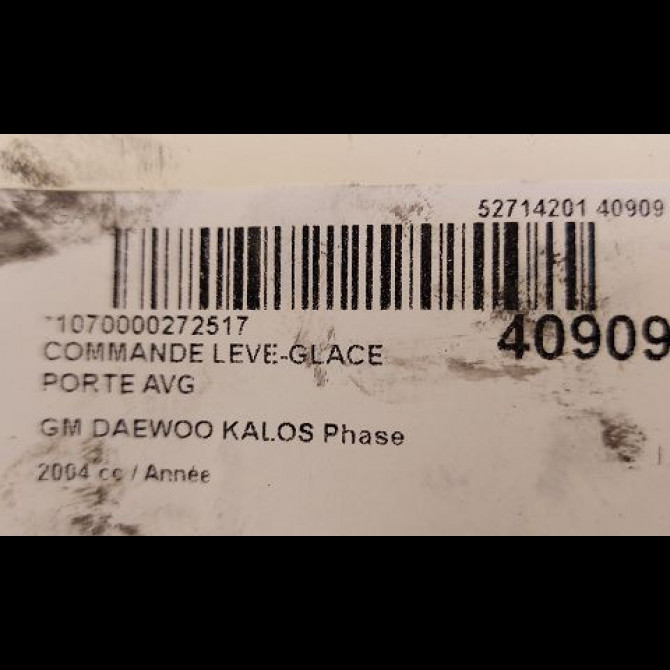 52714201 40909
*1070000272517
40909
COMMANDE LEVE-GLACE
PORTE AVG
GM DAEWOO KALOS Phase
2004 cc / Année